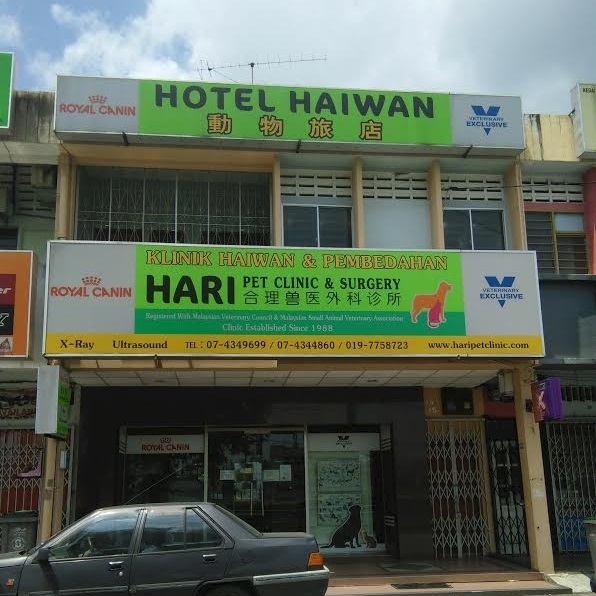 ROYAL CANIN
HOTEL HAIWAN
動物旅店
VETERINARY
EXCLUSIVE
KLINIK HAIWAN & PEMBEDAHAN
ROYAL CANIN
HARI PET CLINIC & SURGERY
合理兽医外科诊所
VETERINARY
EXCLUSIVE
Registered With Malaysian Veterinary Council & Malaysian Small Animal Veterinary Association
Clinic Established Since 1988
X-Ray Ultrasound TEL : 07-4349699 / 07-4344860 / 019-7758723 www.haripetclinic.com
ROYAL CANIN